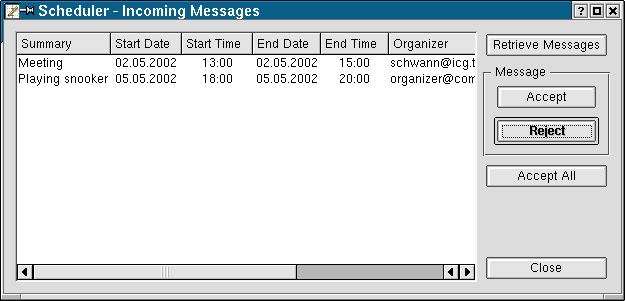 Scheduler - Incoming Messages
Summary Start Date Start Time End Date End Time Organizer
Meeting 02.05.2002 13:00 02.05.2002 15:00 schwann@icg.t
Playing snooker 05.05.2002 18:00 05.05.2002 20:00 organizer@com
Retrieve Messages
Message
Accept
Reject
Accept All
Close